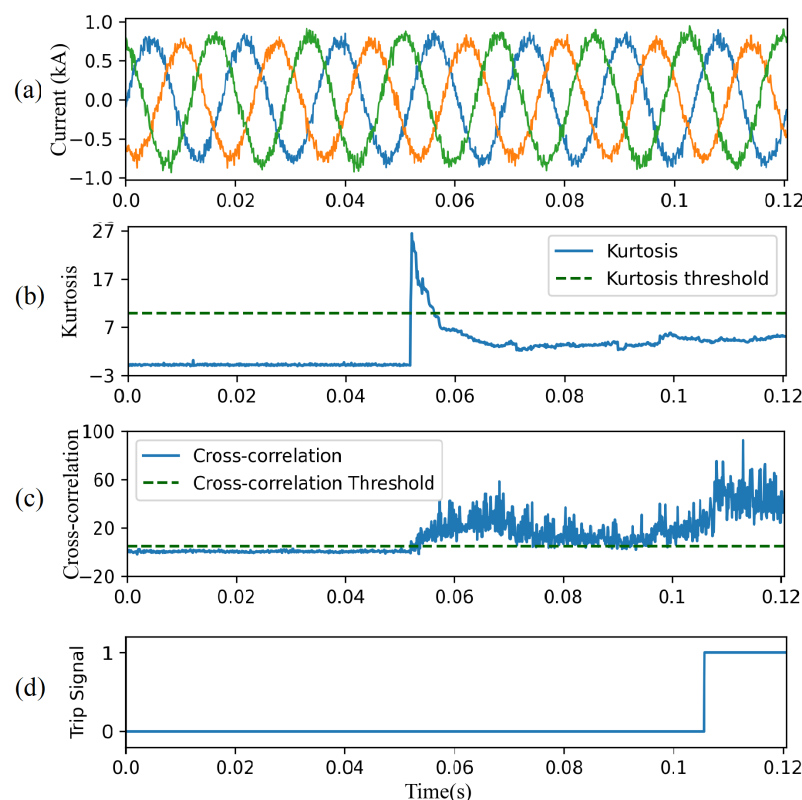 (a)
Current (kA)
1.0
0.5
0.0
−0.5
−1.0
0.0 0.02 0.04 0.06 0.08 0.1 0.12
(b)
Kurtosis
27
17
7
−3
Kurtosis
Kurtosis threshold
0.0 0.02 0.04 0.06 0.08 0.1 0.12
(c)
Cross-correlation
100
60
20
−20
Cross-correlation
Cross-correlation Threshold
0.0 0.02 0.04 0.06 0.08 0.1 0.12
(d)
Trip Signal
1
0
0.0 0.02 0.04 0.06 0.08 0.1 0.12
Time(s)